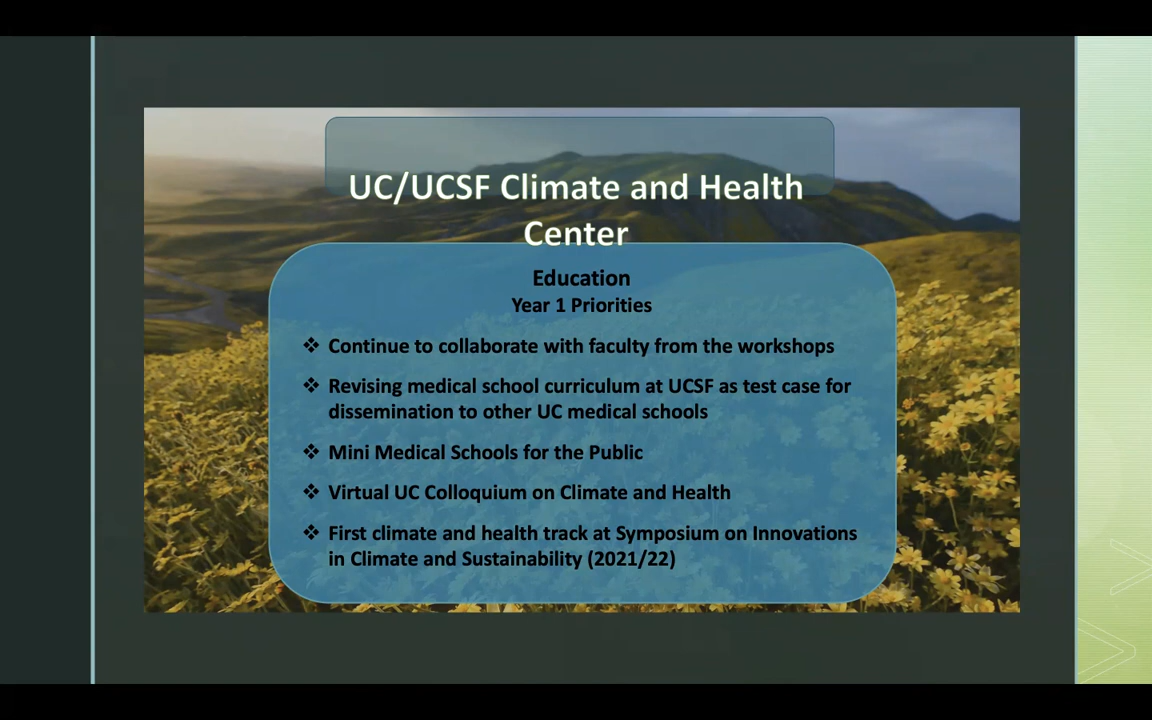 UC/UCSF Climate and Health
Center
Education
Year 1 Priorities
❖ Continue to collaborate with faculty from the workshops
❖ Revising medical school curriculum at UCSF as test case for
dissemination to other UC medical schools
❖ Mini Medical Schools for the Public
❖ Virtual UC Colloquium on Climate and Health
❖ First climate and health track at Symposium on Innovations
in Climate and Sustainability (2021/22)